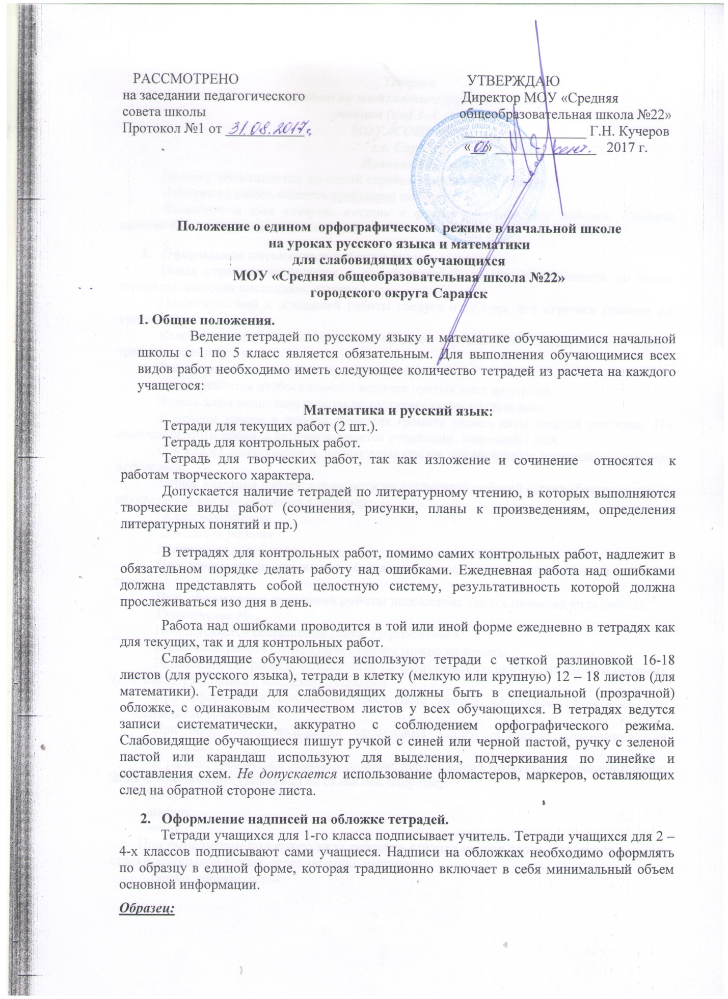 РАССМОТРЕНО
на заседании педагогического
совета школы
Протокол №1 от 31.08.2017г
УТВЕРЖДАЮ
Директор МОУ «Средняя
общеобразовательная школа №22»
Г.Н. Кучеров
«01» сент. 2017 г.
Положение о едином орфографическом режиме в начальной школе
на уроках русского языка и математики
для слабовидящих обучающихся
МОУ «Средняя общеобразовательная школа №22»
городского округа Саранск
1. Общие положения.
Ведение тетрадей по русскому языку и математике обучающимися начальной
школы с 1 по 5 класс является обязательным. Для выполнения обучающимися всех
видов работ необходимо иметь следующее количество тетрадей из расчета на каждого
учащегося:
Математика и русский язык:
Тетради для текущих работ (2 шт.).
Тетрадь для контрольных работ.
Тетрадь для творческих работ, так как изложение и сочинение относятся к
работам творческого характера.
Допускается наличие тетрадей по литературному чтению, в которых выполняются
творческие виды работ (сочинения, рисунки, планы к произведениям, определения
литературных понятий и пр.)
В тетрадях для контрольных работ, помимо самих контрольных работ, надлежит в
обязательном порядке делать работу над ошибками. Ежедневная работа над ошибками
должна представлять собой целостную систему, результативность которой должна
прослеживаться изо дня в день.
Работа над ошибками проводится в той или иной форме ежедневно в тетрадях как
для текущих, так и для контрольных работ.
Слабовидящие обучающиеся используют тетради с четкой разлиновкой 16-18
листов (для русского языка), тетради в клетку (мелкую или крупную) 12 – 18 листов (для
математики). Тетради для слабовидящих должны быть в специальной (прозрачной)
обложке, с одинаковым количеством листов у всех обучающихся. В тетрадях ведутся
записи систематически, аккуратно с соблюдением орфографического режима.
Слабовидящие обучающиеся пишут ручкой с синей или черной пастой, ручку с зеленой
пастой или карандаш используют для выделения, подчеркивания по линейке и
составления схем. Не допускается использование фломастеров, маркеров, оставляющих
след на обратной стороне листа.
2. Оформление надписей на обложке тетрадей.
Тетради учащихся для 1-го класса подписывает учитель. Тетради учащихся для 2 –
4-х классов подписывают сами учащиеся. Надписи на обложках необходимо оформлять
по образцу в единой форме, которая традиционно включает в себя минимальный объем
основной информации.
Образец: